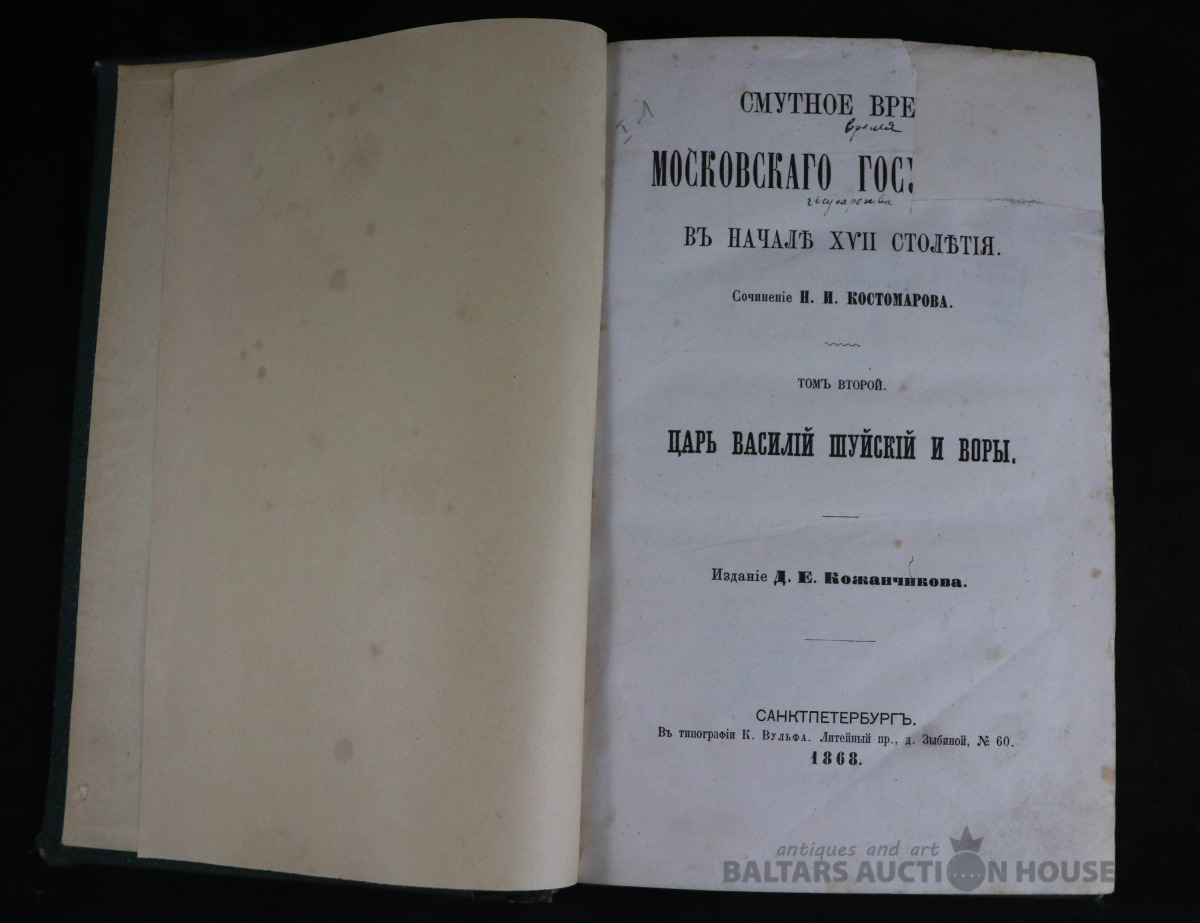 СМУТНОЕ ВРЕ
время
МОСКОВСКАГО ГОС
государства
ВЪ НАЧАЛѢ XVII СТОЛѢТІЯ.
Сочиненіе Н. И. КОСТОМАРОВА.
ТОМЪ ВТОРОЙ.
ЦАРЬ ВАСИЛІЙ ШУЙСКІЙ И ВОРЫ.
Изданіе Д. Е. Кожанчикова.
САНКТПЕТЕРБУРГЪ.
Въ типографіи К. Вульфа. Литейный пр., д. Зыбиной, № 60.
1868.
antiques and art
BALTARS AUCTION HOUSE